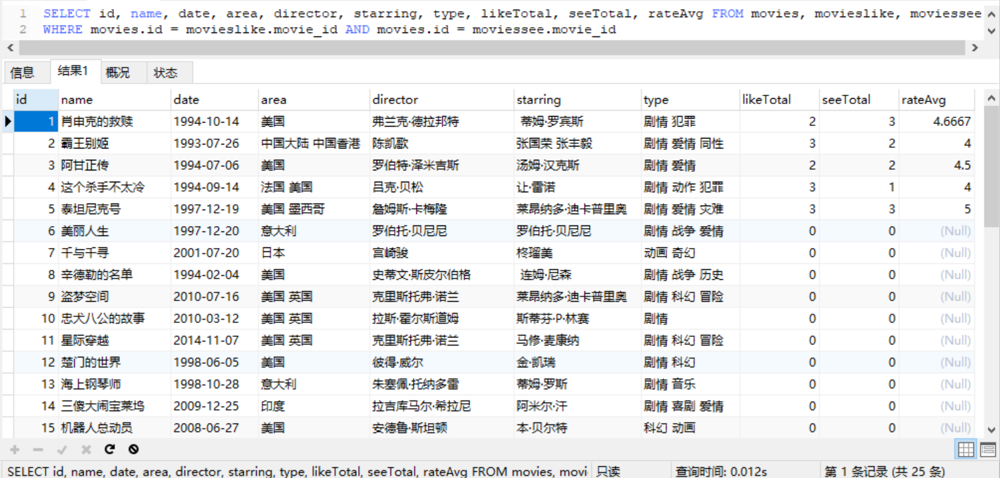 1 SELECT id, name, date, area, director, starring, type, likeTotal, seeTotal, rateAvg FROM movies, movieslike, moviessee
2 WHERE movies.id = movieslike.movie_id AND movies.id = moviessee.movie_id
信息 结果1 概况 状态
id name date area director starring type likeTotal seeTotal rateAvg
1 肖申克的救赎 1994-10-14 美国 弗兰克·德拉邦特 蒂姆·罗宾斯 剧情 犯罪 2 3 4.6667
2 霸王别姬 1993-07-26 中国大陆 中国香港 陈凯歌 张国荣 张丰毅 剧情 爱情 同性 3 2 4
3 阿甘正传 1994-07-06 美国 罗伯特·泽米吉斯 汤姆·汉克斯 剧情 爱情 2 2 4.5
4 这个杀手不太冷 1994-09-14 法国 美国 吕克·贝松 让·雷诺 剧情 动作 犯罪 3 1 4
5 泰坦尼克号 1997-12-19 美国 墨西哥 詹姆斯·卡梅隆 莱昂纳多·迪卡普里奥 剧情 爱情 灾难 3 3 5
6 美丽人生 1997-12-20 意大利 罗伯托·贝尼尼 罗伯托·贝尼尼 剧情 战争 爱情 0 0 (Null)
7 千与千寻 2001-07-20 日本 宫崎骏 柊瑠美 动画 奇幻 0 0 (Null)
8 辛德勒的名单 1994-02-04 美国 史蒂文·斯皮尔伯格 连姆·尼森 剧情 战争 历史 0 0 (Null)
9 盗梦空间 2010-07-16 美国 英国 克里斯托弗·诺兰 莱昂纳多·迪卡普里奥 剧情 科幻 冒险 0 0 (Null)
10 忠犬八公的故事 2010-03-12 美国 英国 拉斯·霍尔斯道姆 斯蒂芬·P·林赛 剧情 0 0 (Null)
11 星际穿越 2014-11-07 美国 英国 克里斯托弗·诺兰 马修·麦康纳 剧情 科幻 冒险 0 0 (Null)
12 楚门的世界 1998-06-05 美国 彼得·威尔 金·凯瑞 剧情 科幻 0 0 (Null)
13 海上钢琴师 1998-10-28 意大利 朱塞佩·托纳多雷 蒂姆·罗斯 剧情 音乐 0 0 (Null)
14 三傻大闹宝莱坞 2009-12-25 印度 拉吉库马尔·希拉尼 阿米尔·汗 剧情 喜剧 爱情 0 0 (Null)
15 机器人总动员 2008-06-27 美国 安德鲁·斯坦顿 本·贝尔特 科幻 动画 0 0 (Null)
SELECT id, name, date, area, director, starring, type, likeTotal, seeTotal, rateAvg FROM movies, movi 只读 查询时间: 0.012s 第 1 条记录 (共 25 条)